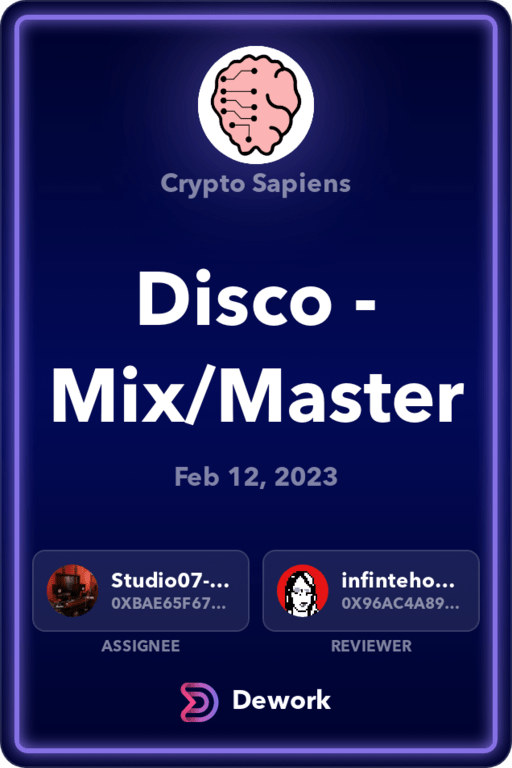 Crypto Sapiens
Disco -
Mix/Master
Feb 12, 2023
Studio07-...
0XBAE65F67...
ASSIGNEE
infinteho...
0X96AC4A89...
REVIEWER
Dework